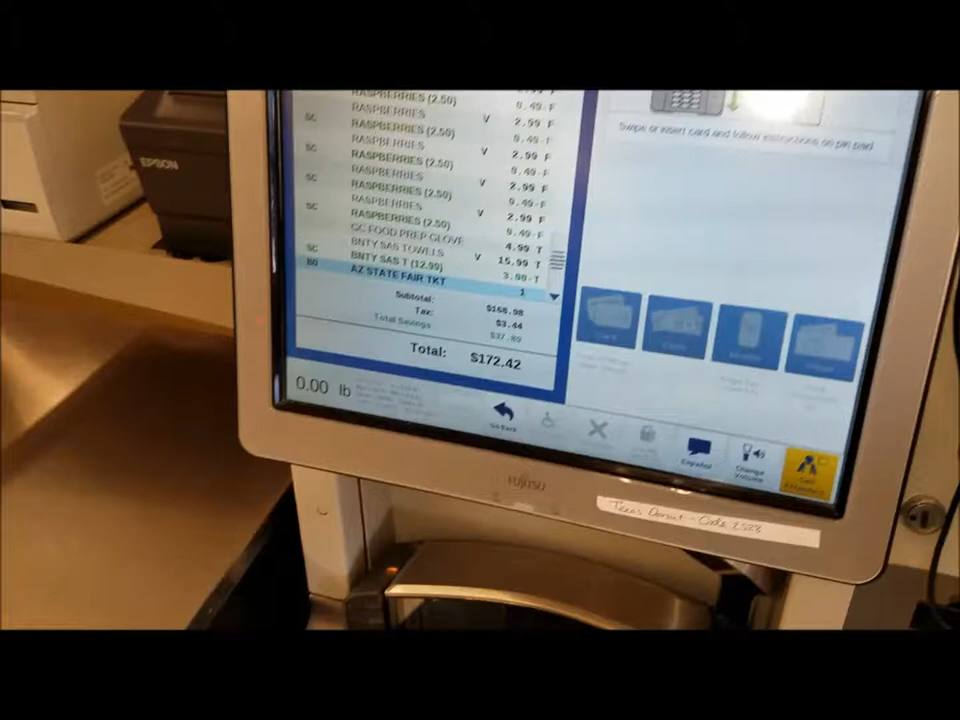 EPSON
RASPBERRIES (2.50) 0.49-F
RASPBERRIES V 2.99 F
SC RASPBERRIES (2.50) 0.49-F
RASPBERRIES V 2.99 F
SC RASPBERRIES (2.50) 0.49-F
RASPBERRIES V 2.99 F
SC RASPBERRIES (2.50) 0.49-F
RASPBERRIES V 2.99 F
SC RASPBERRIES (2.50) 0.49-F
GC FOOD PREP GLOVE 4.99 T
BNTY SAS TOWELS V 15.99 T
SC BNTY SAS T (12.99) 3.00-T
AZ STATE FAIR TKT 1
Subtotal: $168.98
Tax: $3.44
Total Savings
Total: $172.42
Swipe or insert card and follow instructions on pin pad
0.00 lb
Go Back
Español
Change Volume
Call
FUJITSU
Texas Donut - Code 2528